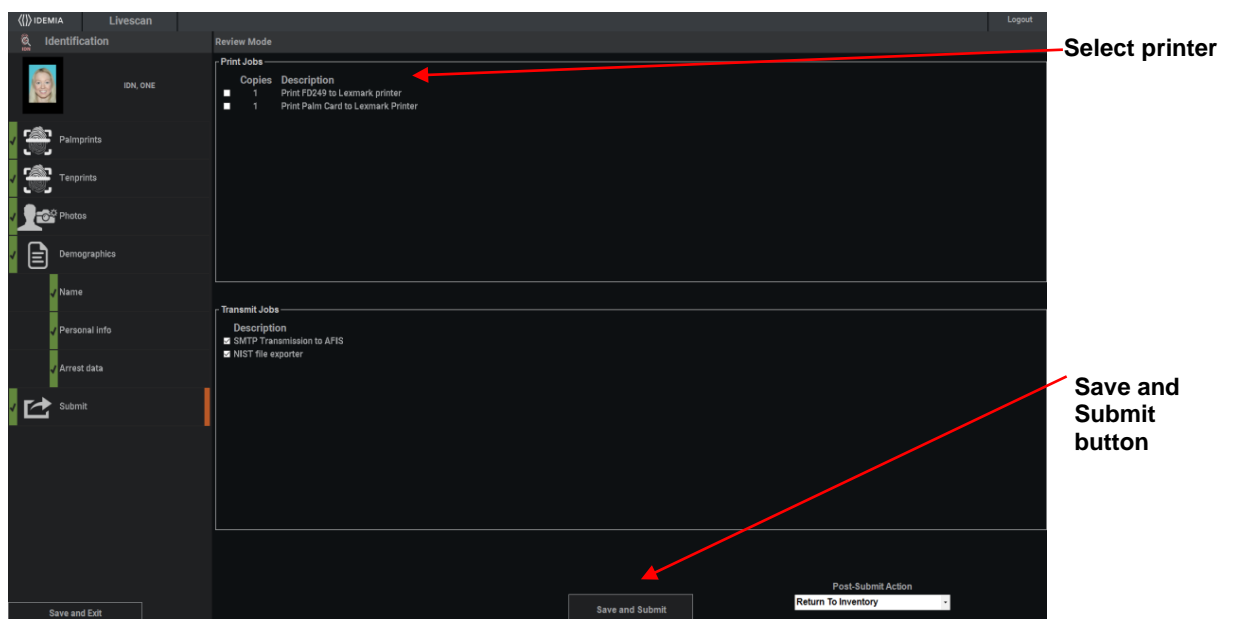 IDEMIA Livescan Logout
Identification
Review Mode
IDN, ONE
Palmprints
Tenprints
Photos
Demographics
Name
Personal info
Arrest data
Submit
Save and Exit
Print Jobs
Copies Description
1 Print FD249 to Lexmark printer
1 Print Palm Card to Lexmark Printer
Transmit Jobs
Description
SMTP Transmission to AFIS
NIST file exporter
Save and Submit
Post-Submit Action
Return To Inventory
Select printer
Save and
Submit
button